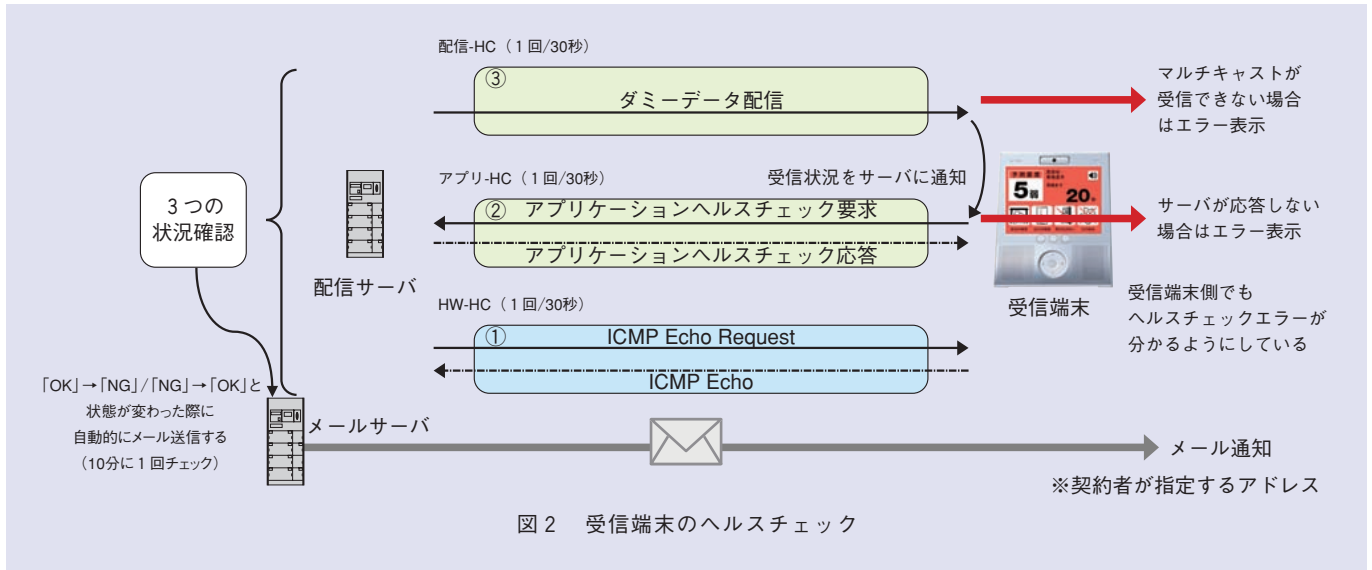 配信-HC（1回/30秒）
③
ダミーデータ配信
マルチキャストが
受信できない場合
はエラー表示
3つの
状況確認
配信サーバ
アプリ-HC（1回/30秒）
受信状況をサーバに通知
② アプリケーションヘルスチェック要求
アプリケーションヘルスチェック応答
サーバが応答しない
場合はエラー表示
5弱
20
受信端末
受信端末側でも
ヘルスチェックエラーが
分かるようにしている
HW-HC（1回/30秒）
① ICMP Echo Request
ICMP Echo
「OK」→「NG」/「NG」→「OK」と
状態が変わった際に
自動的にメール送信する
（10分に1回チェック）
メールサーバ
メール通知
※契約者が指定するアドレス
図2 受信端末のヘルスチェック